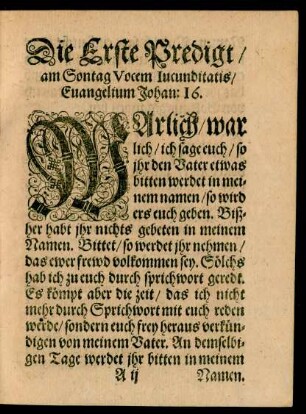 Die Erste Predigt /
am Sontag Vocem Iucunditatis /
Euangelium Johan: 16.
WArlich / war
lich / ich sage euch / so
jhr den Vater etwas
bitten werdet in mei-
nem namen / so wird
ers euch geben. Biß-
her habt jhr nichts gebeten in meinem
Namen. Bittet / so werdet jhr nehmen /
das ewer frewd volkommen sey. Sölchs
hab ich zu euch durch sprichwort geredt.
Es kömpt aber die zeit / das ich nicht
mehr durch Sprichwort mit euch reden
werde / sondern euch frey heraus verkün-
digen von meinem Vater. An demselbi-
gen Tage werdet jhr bitten in meinem
A ij Namen.